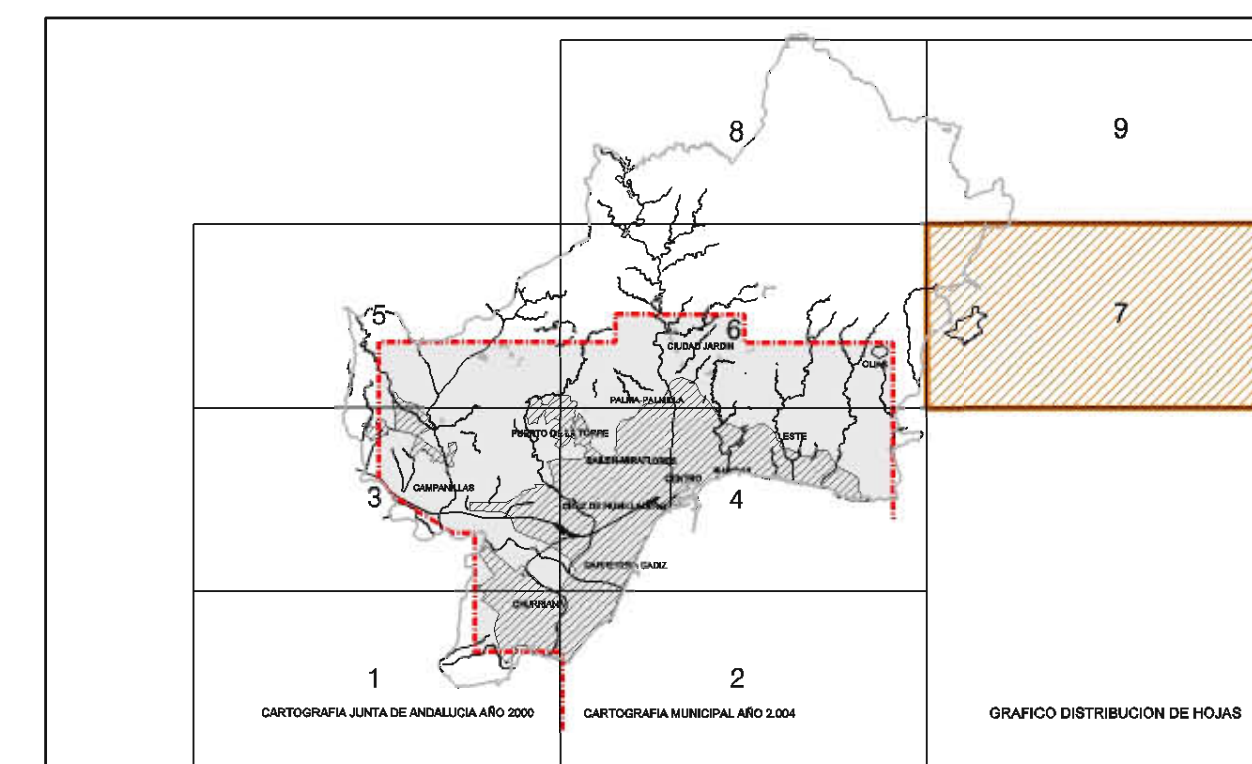 8
9
5
6
7
CIUDAD JARDIN
PALMA-PALMILLA
PUERTO DE LA TORRE
ESTE
BAILEN-MIRAFLORES
CENTRO
CAMPANILLAS
3
4
CRUZ DE HUMILLADERO
CARRETERA CADIZ
CHURRIANA
1
2
CARTOGRAFIA JUNTA DE ANDALUCIA AÑO 2000
CARTOGRAFIA MUNICIPAL AÑO 2.004
GRAFICO DISTRIBUCION DE HOJAS